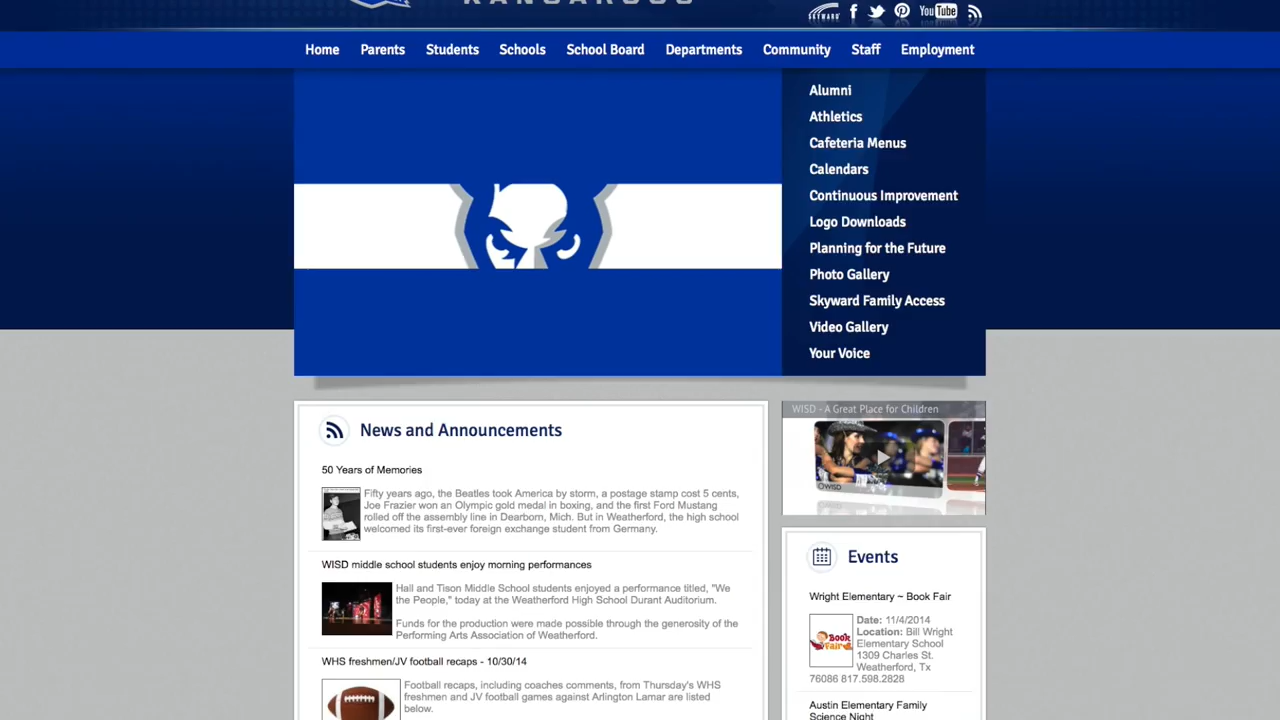 KANGAROOS
SKYWARD
You Tube
Home Parents Students Schools School Board Departments Community Staff Employment
Alumni
Athletics
Cafeteria Menus
Calendars
Continuous Improvement
Logo Downloads
Planning for the Future
Photo Gallery
Skyward Family Access
Video Gallery
Your Voice
News and Announcements
50 Years of Memories
Fifty years ago, the Beatles took America by storm, a postage stamp cost 5 cents,
Joe Frazier won an Olympic gold medal in boxing, and the first Ford Mustang
rolled off the assembly line in Dearborn, Mich. But in Weatherford, the high school
welcomed its first-ever foreign exchange student from Germany.
WISD middle school students enjoy morning performances
Hall and Tison Middle School students enjoyed a performance titled, "We
the People," today at the Weatherford High School Durant Auditorium.
Funds for the production were made possible through the generosity of the
Performing Arts Association of Weatherford.
WHS freshmen/JV football recaps - 10/30/14
Football recaps, including coaches comments, from Thursday's WHS
freshmen and JV football games against Arlington Lamar are listed
below.
WISD - A Great Place for Children
WISD
Events
Wright Elementary ~ Book Fair
Book
Fair
Date: 11/4/2014
Location: Bill Wright
Elementary School
1309 Charles St.
Weatherford, Tx
76086 817.598.2828
Austin Elementary Family
Science Night